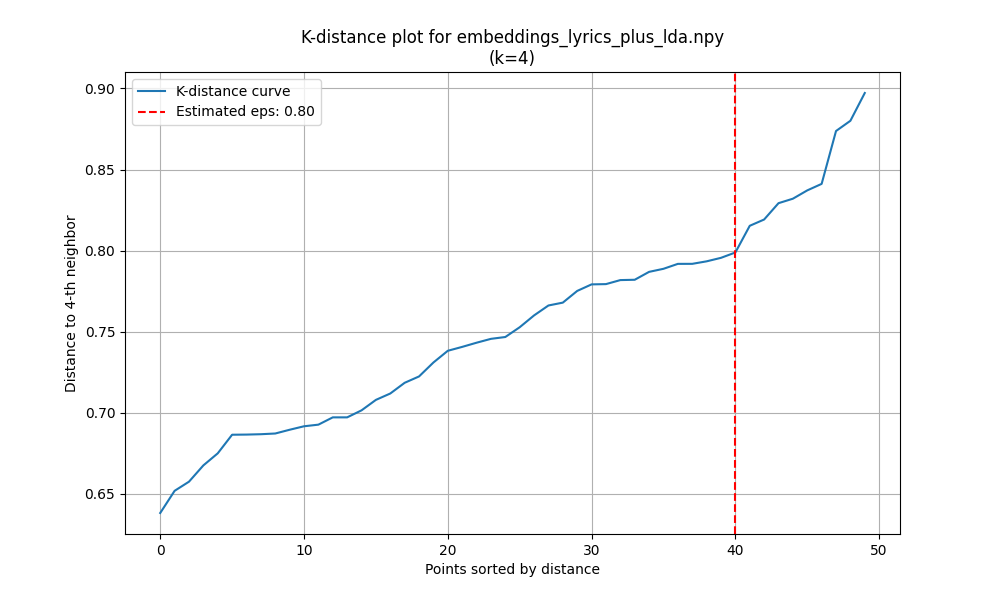 K-distance plot for embeddings_lyrics_plus_lda.npy
(k=4)
K-distance curve
Estimated eps: 0.80
0.90
0.85
0.80
0.75
0.70
0.65
Distance to 4-th neighbor
0 10 20 30 40 50
Points sorted by distance